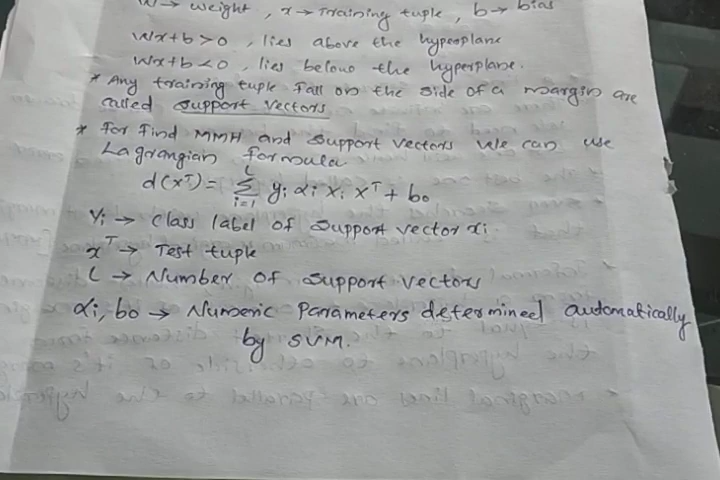 W → weight, x → Training tuple, b → bias
Wx+b>0, lies above the hyperplane
Wx+b<0, lies below the hyperplane.
* Any training tuple fall on the side of a margin are
called support vectors
* For find MMH and support vectors we can use
Lagrangian formula
d(xᵀ) = Σ_{i=1}^{l} yi αi xi xᵀ + b0
Yi → Class label of support vector xi
xᵀ → Test tuple
l → Number of support vectors
αi, b0 → Numeric Parameters determined automatically
by SVM.